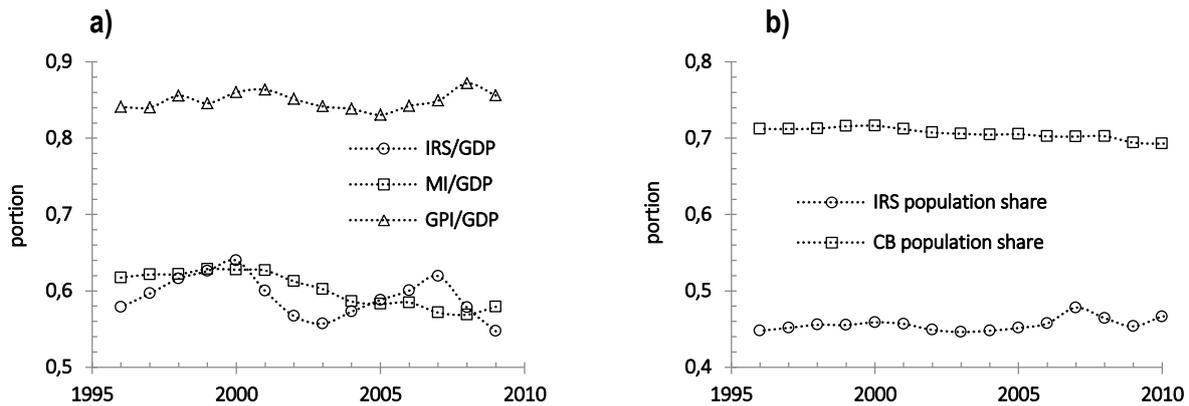 a)
0,9
0,8
0,7
0,6
0,5
portion
IRS/GDP
MI/GDP
GPI/GDP
1995
2000
2005
2010
b)
0,8
0,7
0,6
0,5
0,4
portion
IRS population share
CB population share
1995
2000
2005
2010